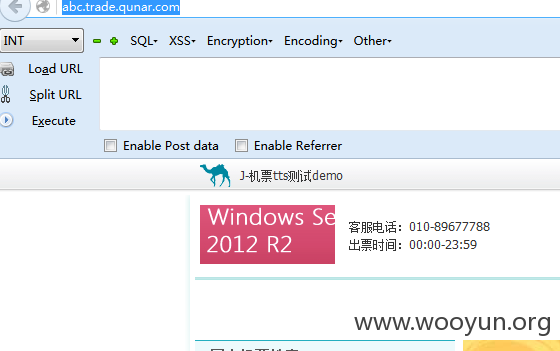 abc.trade.qunar.com
INT SQL- XSS- Encryption- Encoding- Other-
Load URL
Split URL
Execute
Enable Post data Enable Referrer
J-机票tts测试demo
Windows Se
2012 R2
客服电话：010-89677788
出票时间：00:00-23:59
www.wooyun.org